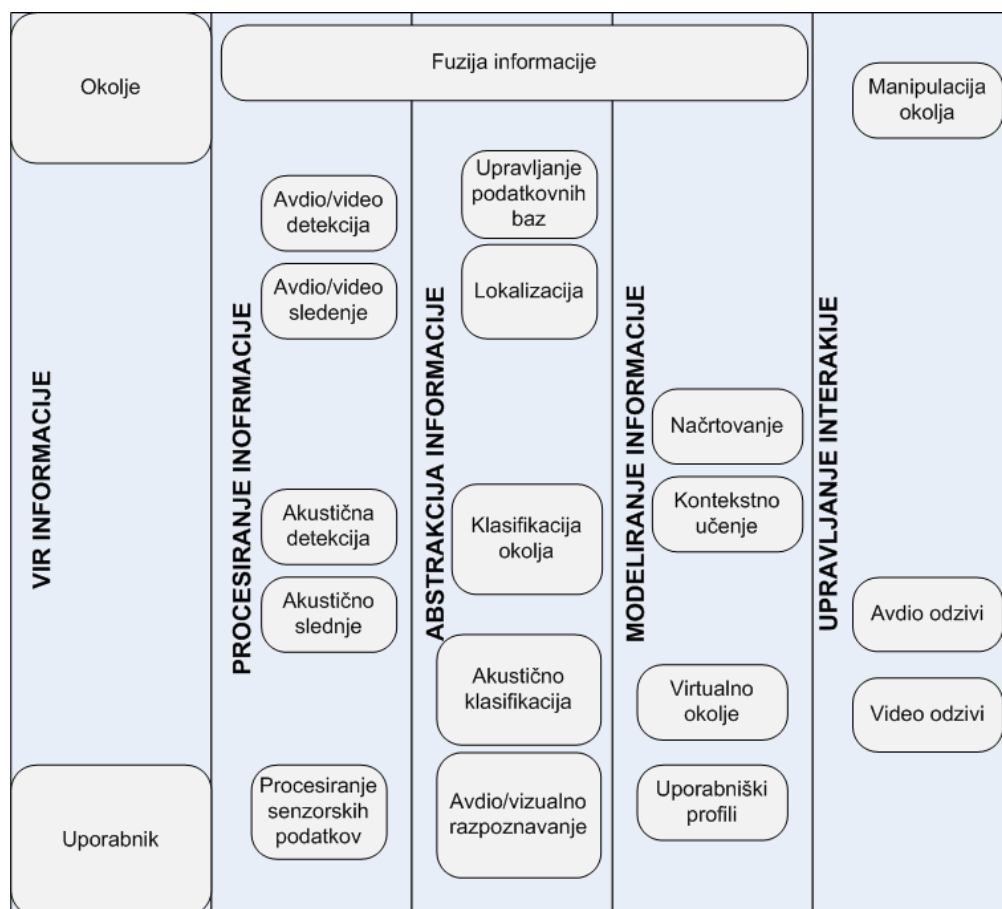 VIR INFORMACIJE
Okolje
Uporabnik
Fuzija informacije
PROCESIRANJE INOFRMACIJE
Avdio/video
detekcija
Avdio/video
sledenje
Akustična
detekcija
Akustično
slednje
Procesiranje
senzorskih
podatkov
ABSTRAKCIJA INFORMACIJE
Upravljanje
podatkovnih
baz
Lokalizacija
Klasifikacija
okolja
Akustično
klasifikacija
Avdio/vizualno
razpoznavanje
MODELIRANJE INFORMACIJE
Načrtovanje
Kontekstno
učenje
Virtualno
okolje
Uporabniški
profili
UPRAVLJANJE INTERAKIJE
Manipulacija
okolja
Avdio odzivi
Video odzivi